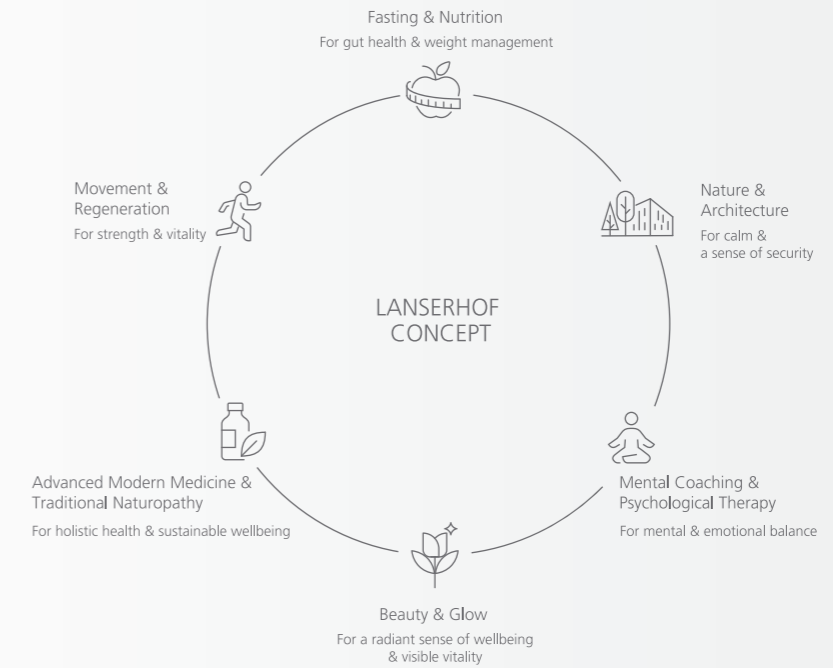 Fasting & Nutrition
For gut health & weight management
Movement &
Regeneration
For strength & vitality
Nature &
Architecture
For calm &
a sense of security
LANSERHOF
CONCEPT
Advanced Modern Medicine &
Traditional Naturopathy
For holistic health & sustainable wellbeing
Mental Coaching &
Psychological Therapy
For mental & emotional balance
Beauty & Glow
For a radiant sense of wellbeing
& visible vitality